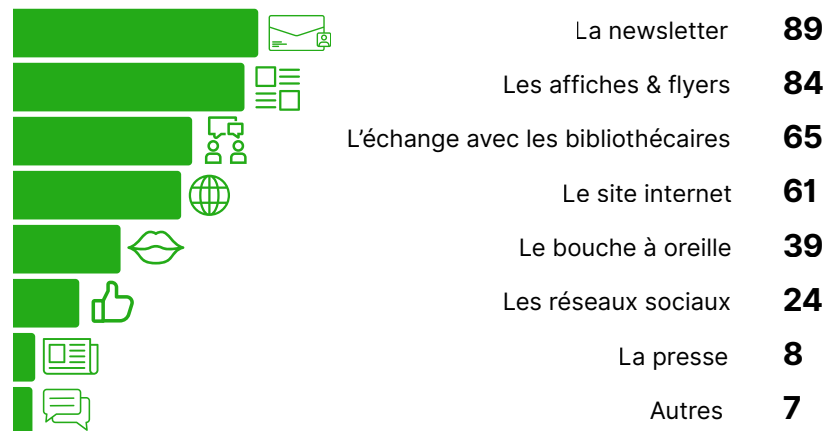 La newsletter 89
Les affiches & flyers 84
L’échange avec les bibliothécaires 65
Le site internet 61
Le bouche à oreille 39
Les réseaux sociaux 24
La presse 8
Autres 7